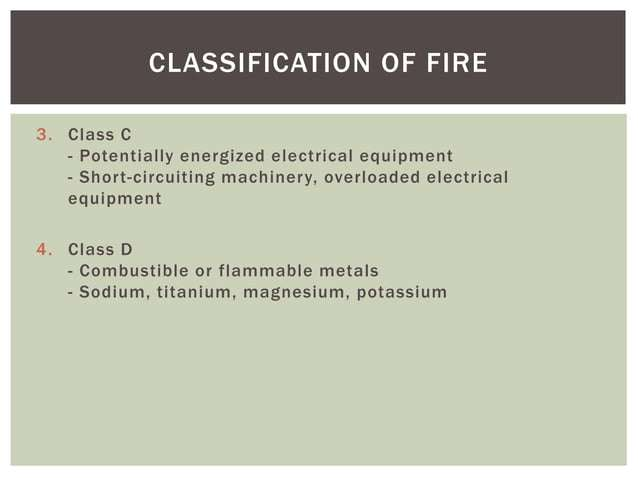 CLASSIFICATION OF FIRE
3. Class C
- Potentially energized electrical equipment
- Short-circuiting machinery, overloaded electrical
equipment
4. Class D
- Combustible or flammable metals
- Sodium, titanium, magnesium, potassium